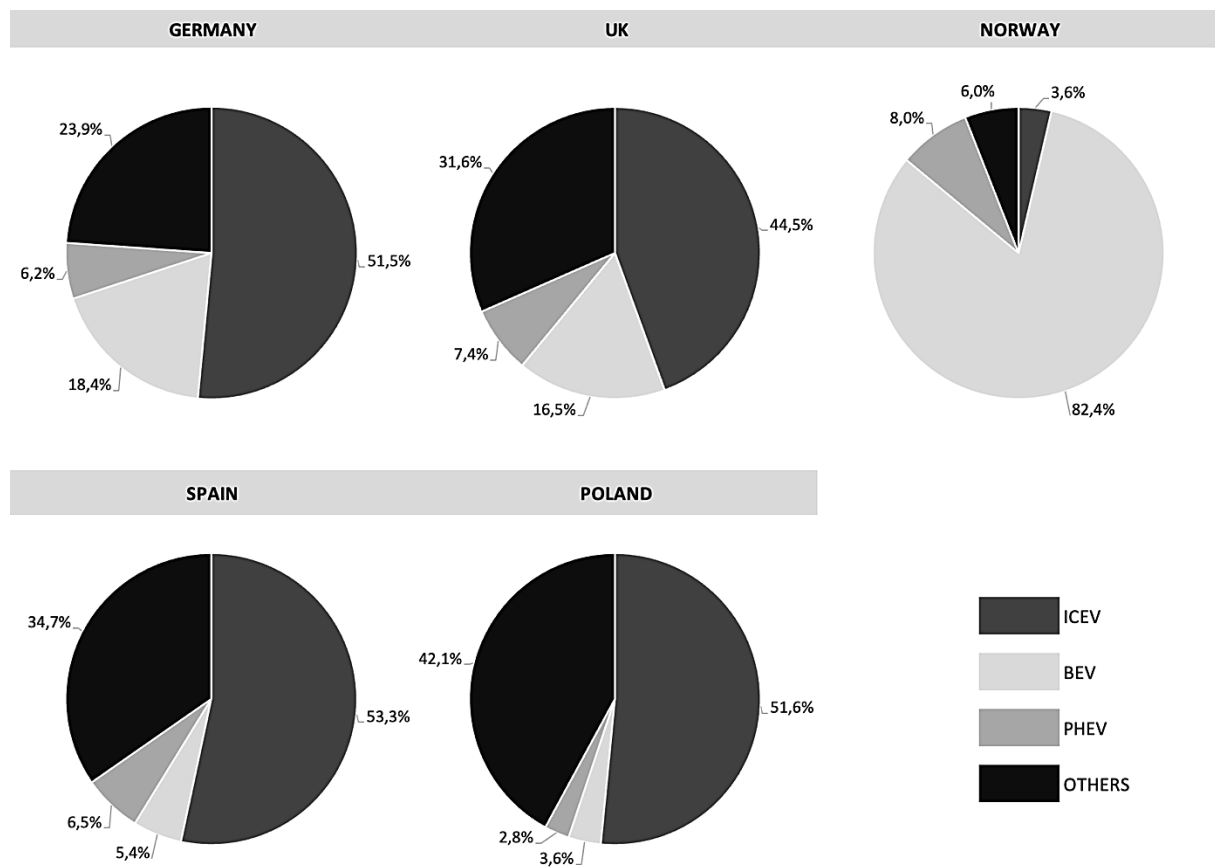 GERMANY
UK
NORWAY
23,9%
6,2%
18,4%
51,5%
31,6%
7,4%
16,5%
44,5%
6,0%
3,6%
8,0%
82,4%
SPAIN
POLAND
34,7%
6,5%
5,4%
53,3%
42,1%
2,8%
3,6%
51,6%
ICEV
BEV
PHEV
OTHERS